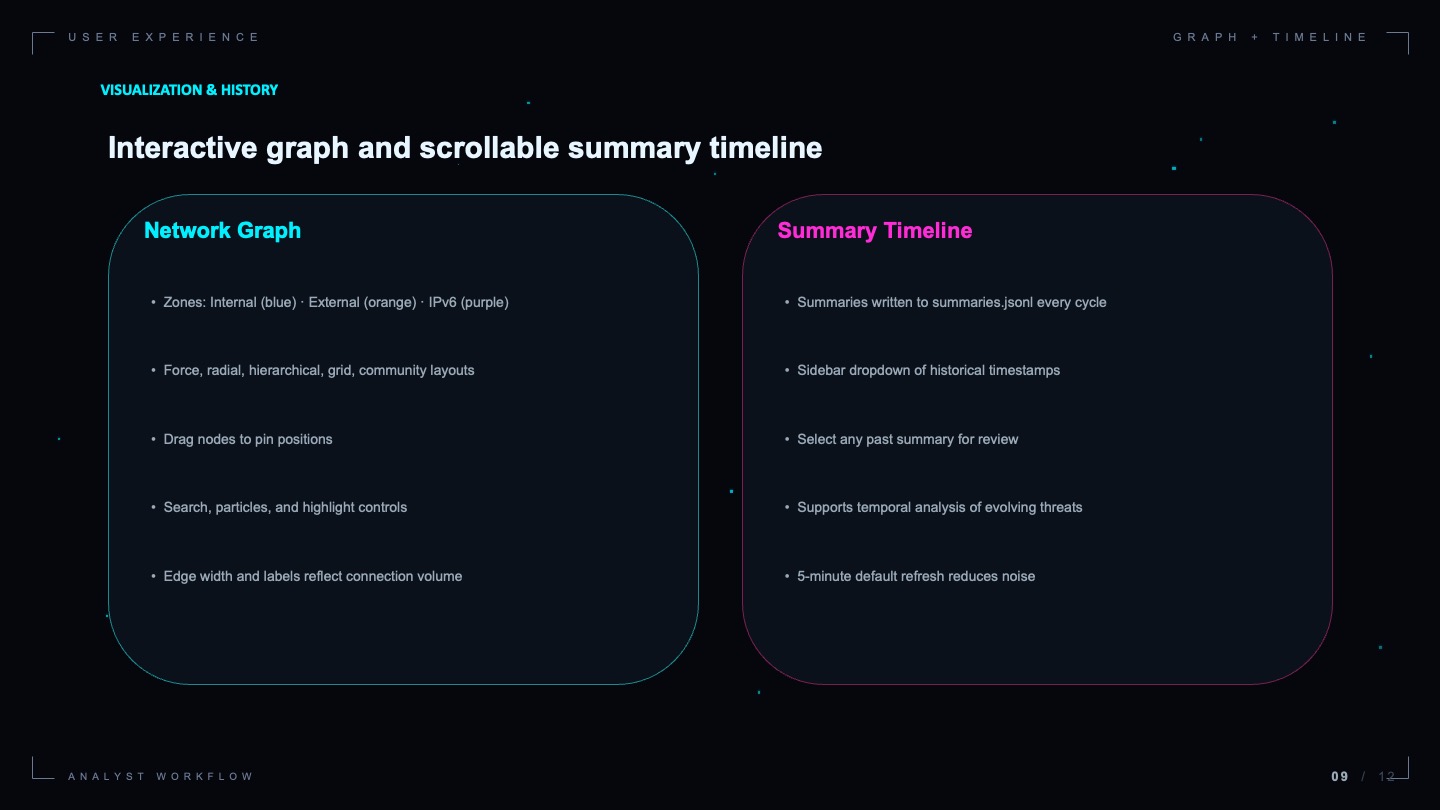 USER EXPERIENCE
GRAPH + TIMELINE
VISUALIZATION & HISTORY
Interactive graph and scrollable summary timeline
Network Graph
• Zones: Internal (blue) · External (orange) · IPv6 (purple)
• Force, radial, hierarchical, grid, community layouts
• Drag nodes to pin positions
• Search, particles, and highlight controls
• Edge width and labels reflect connection volume
Summary Timeline
• Summaries written to summaries.jsonl every cycle
• Sidebar dropdown of historical timestamps
• Select any past summary for review
• Supports temporal analysis of evolving threats
• 5-minute default refresh reduces noise
ANALYST WORKFLOW
09 / 12